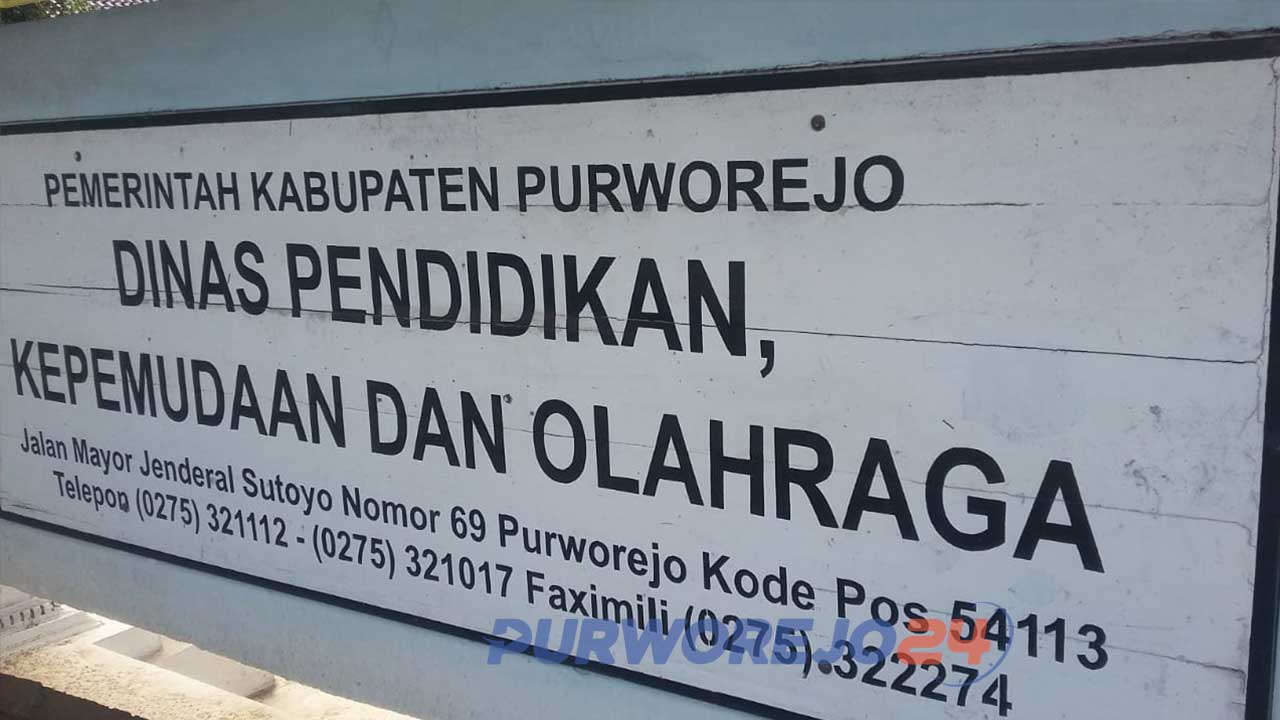 PEMERINTAH KABUPATEN PURWOREJO
DINAS PENDIDIKAN,
KEPEMUDAAN DAN OLAHRAGA
Jalan Mayor Jenderal Sutoyo Nomor 69 Purworejo Kode Pos 54113
Telepon (0275) 321112 - (0275) 321017 Faximili (0275) 322274
PURWOREJO24